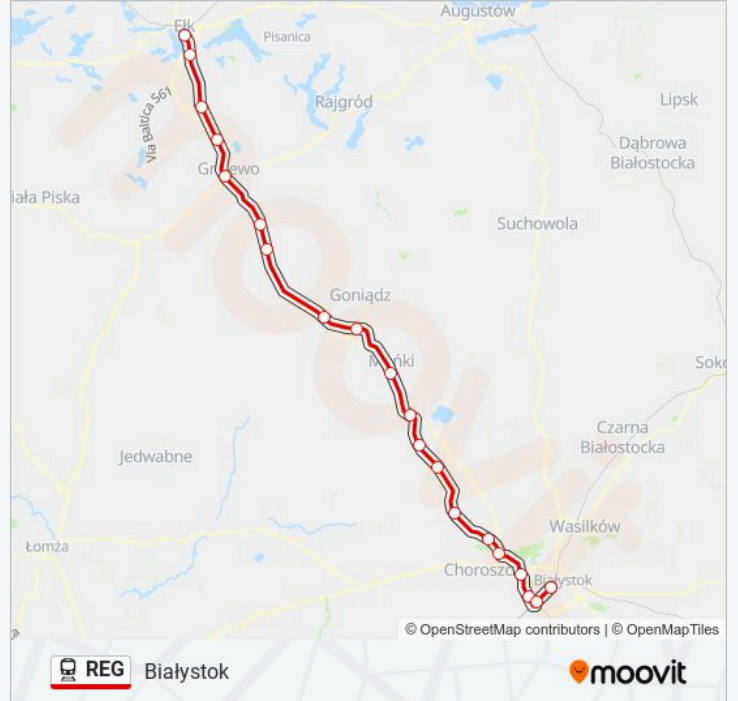 Augustów
Ełk
Pisanica
Via Baltica S61
Rajgród
Lipsk
Dąbrowa
Białostocka
Grajewo
iała Piska
Suchowola
Goniądz
Mońki
Soko
Czarna
Białostocka
Jedwabne
Wasilków
Łomża
Choroszcz
Białystok
© OpenStreetMap contributors | © OpenMapTiles
REG Białystok
moovit